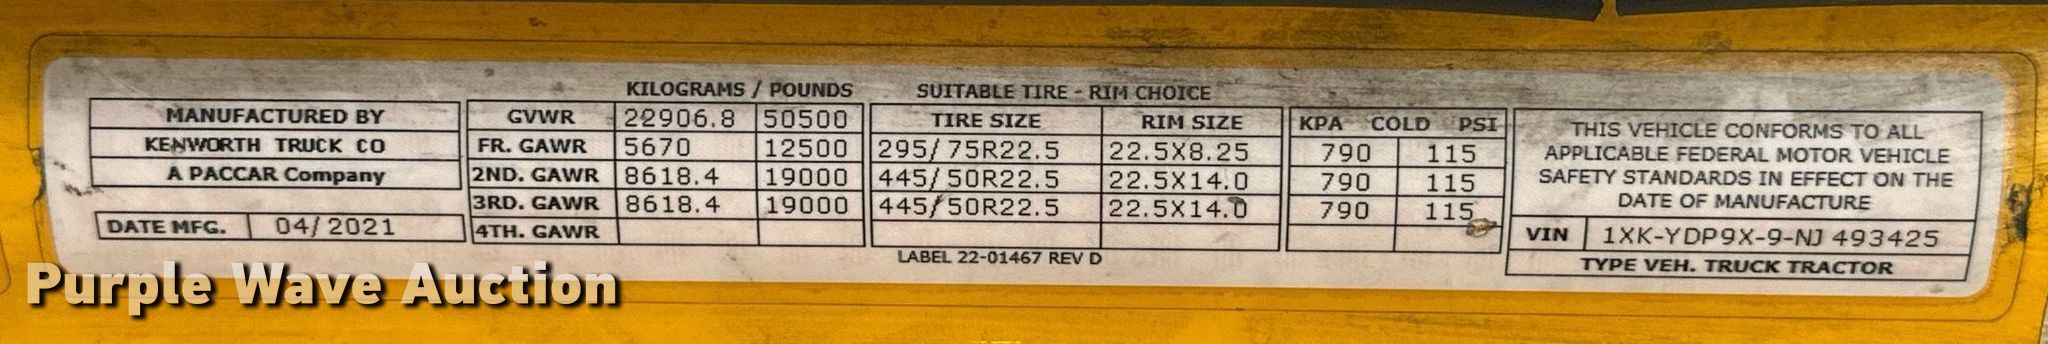 KILOGRAMS / POUNDS SUITABLE TIRE - RIM CHOICE
MANUFACTURED BY
KENWORTH TRUCK CO
A PACCAR Company
DATE MFG. 04/2021
GVWR 22906.8 50500 TIRE SIZE RIM SIZE KPA COLD PSI
FR. GAWR 5670 12500 295/75R22.5 22.5X8.25 790 115
2ND. GAWR 8618.4 19000 445/50R22.5 22.5X14.0 790 115
3RD. GAWR 8618.4 19000 445/50R22.5 22.5X14.0 790 115
4TH. GAWR
LABEL 22-01467 REV D
THIS VEHICLE CONFORMS TO ALL
APPLICABLE FEDERAL MOTOR VEHICLE
SAFETY STANDARDS IN EFFECT ON THE
DATE OF MANUFACTURE
VIN 1XK-YDP9X-9-NJ 493425
TYPE VEH. TRUCK TRACTOR
Purple Wave Auction